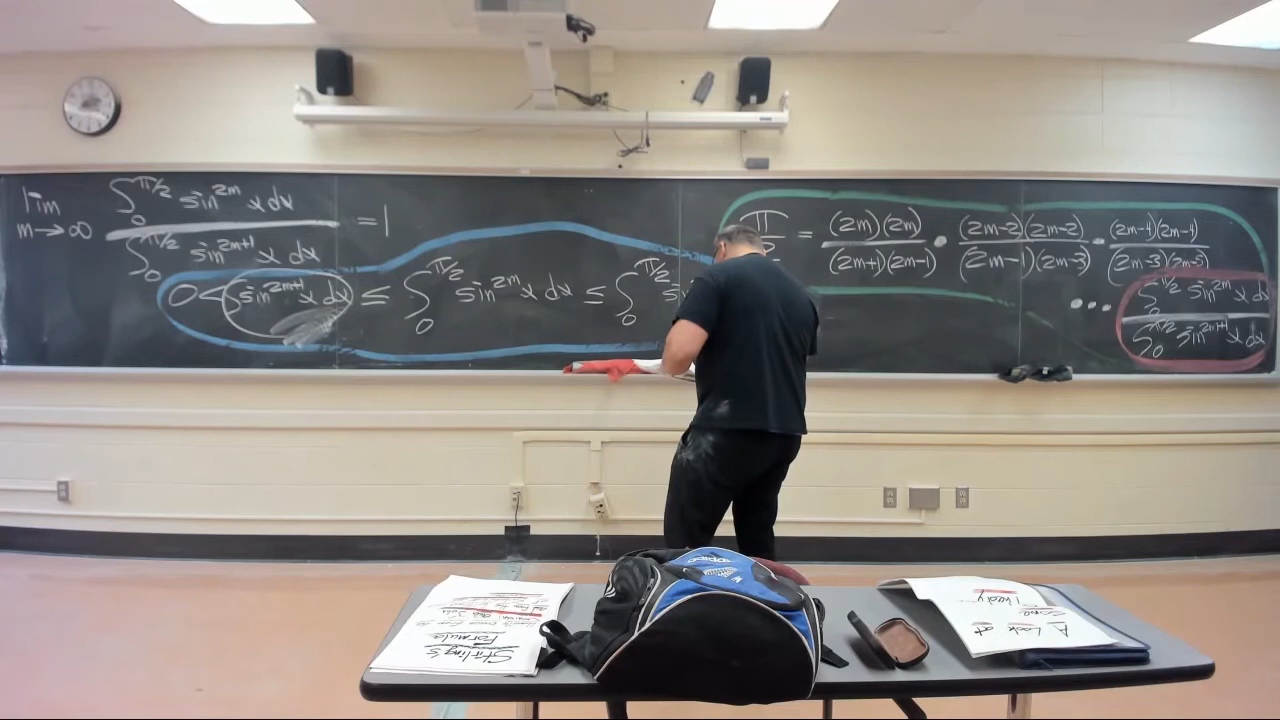 lim m→∞ ∫₀^π/2 sin^2m x dx / ∫₀^π/2 sin^2m+1 x dx = 1
0 < sin^2m+1 x dx ≤ ∫₀^π/2 sin^2m x dx ≤ ∫₀^π/2 si
π = (2m)(2m)/(2m+1)(2m-1) · (2m-2)(2m-2)/(2m-1)(2m-3) · (2m-4)(2m-4)/(2m-3)(2m-5)
... ∫₀^π/2 sin^2m x dx / ∫₀^π/2 sin^2m+1 x dx
adidas
Stirling's
Formula
A Look at
Some